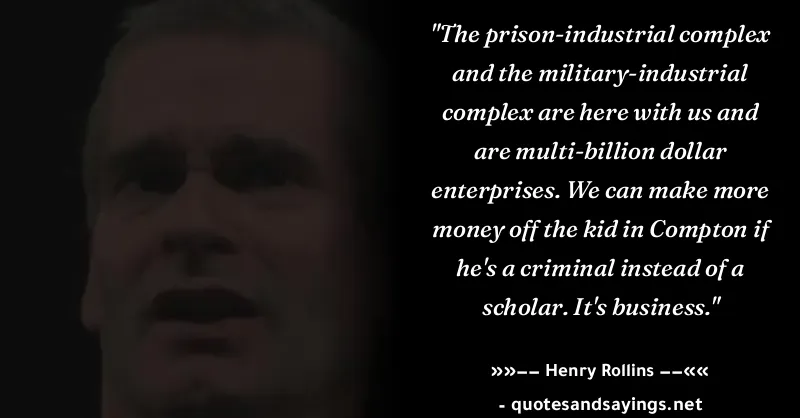 "The prison-industrial complex
and the military-industrial
complex are here with us and
are multi-billion dollar
enterprises. We can make more
money off the kid in Compton if
he's a criminal instead of a
scholar. It's business."
»»—— Henry Rollins ——««
- quotesandsayings.net